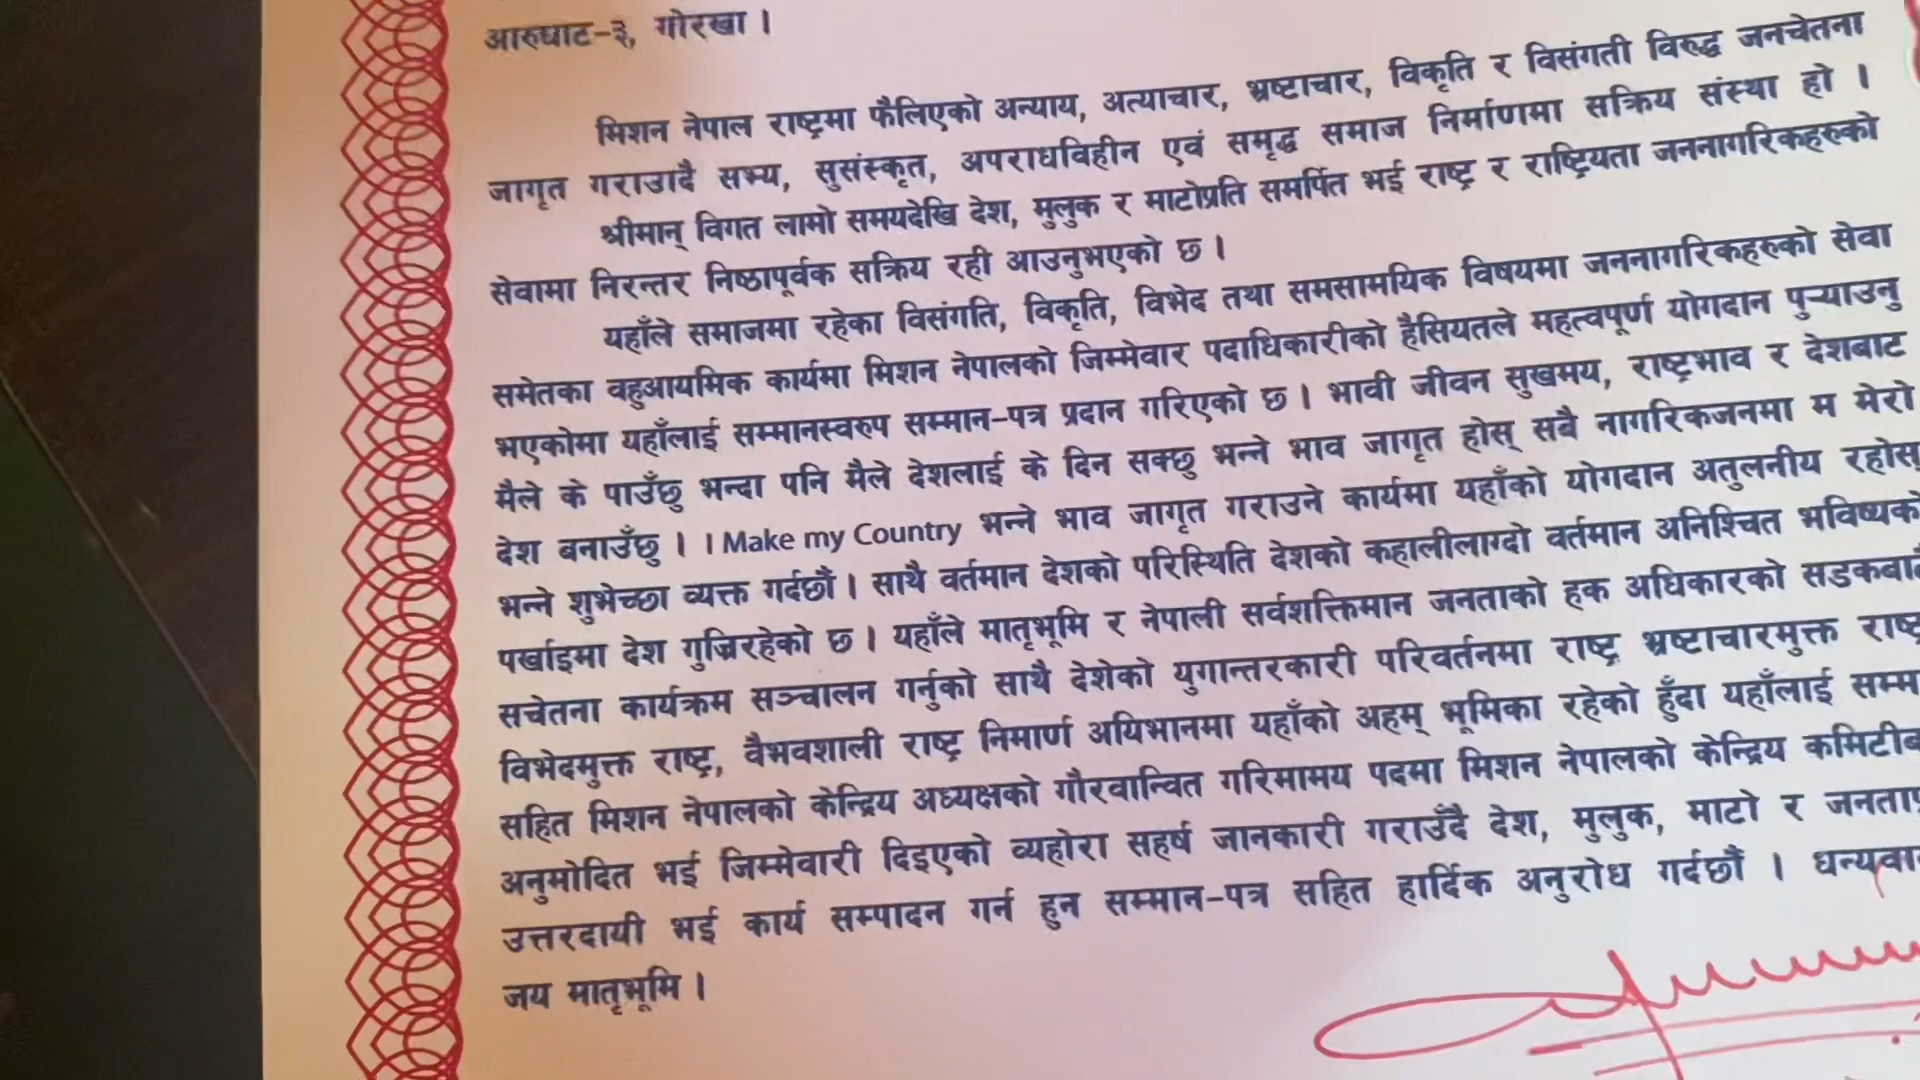 आरुघाट-३, गोरखा ।
मिशन नेपाल राष्ट्रमा फैलिएको अन्याय, अत्याचार, भ्रष्टाचार, विकृति र विसंगती विरुद्ध जनचेतना
जागृत गराउादै सभ्य, सुसंस्कृत, अपराधविहीन एवं समृद्ध समाज निर्माणमा सक्रिय संस्था हो ।
श्रीमान् विगत लामो समयदेखि देश, मुलुक र माटोप्रति समर्पित भई राष्ट्र र राष्ट्रियता जननागरिकहरुको
सेवामा निरन्तर निष्ठापूर्वक सक्रिय रही आउनुभएको छ ।
यहाँले समाजमा रहेका विसंगति, विकृति, विभेद तथा समसामयिक विषयमा जननागरिकहरुको सेवा
समेतका वहुआयमिक कार्यमा मिशन नेपालको जिम्मेवार पदाधिकारीको हैसियतले महत्वपूर्ण योगदान पुऱ्याउनु
भएकोमा यहाँलाई सम्मानस्वरुप सम्मान-पत्र प्रदान गरिएको छ । भावी जीवन सुखमय, राष्ट्रभाव र देशबाट
मैले के पाउँछु भन्दा पनि मैले देशलाई के दिन सक्छु भन्ने भाव जागृत होस् सबै नागरिकजनमा म मेरो
देश बनाउँछु । I Make my Country भन्ने भाव जागृत गराउने कार्यमा यहाँको योगदान अतुलनीय रहोस्
भन्ने शुभेच्छा व्यक्त गर्दछौं । साथै वर्तमान देशको परिस्थिति देशको कहालीलाग्दो वर्तमान अनिश्चित भविष्यको
पर्खाइमा देश गुज्रिरहेको छ । यहाँले मातृभूमि र नेपाली सर्वशक्तिमान जनताको हक अधिकारको सडकबाटै
सचेतना कार्यक्रम सञ्चालन गर्नुको साथै देशेको युगान्तरकारी परिवर्तनमा राष्ट्र भ्रष्टाचारमुक्त राष्ट्र
विभेदमुक्त राष्ट्र, वैभवशाली राष्ट्र निमार्ण अयिभानमा यहाँको अहम् भूमिका रहेको हुँदा यहाँलाई सम्म
सहित मिशन नेपालको केन्द्रिय अध्यक्षको गौरवान्वित गरिमामय पदमा मिशन नेपालको केन्द्रिय कमिटीब
अनुमोदित भई जिम्मेवारी दिइएको व्यहोरा सहर्ष जानकारी गराउँदै देश, मुलुक, माटो र जनताप्
उत्तरदायी भई कार्य सम्पादन गर्न हुन सम्मान-पत्र सहित हार्दिक अनुरोध गर्दछौं । धन्यवा
जय मातृभूमि ।